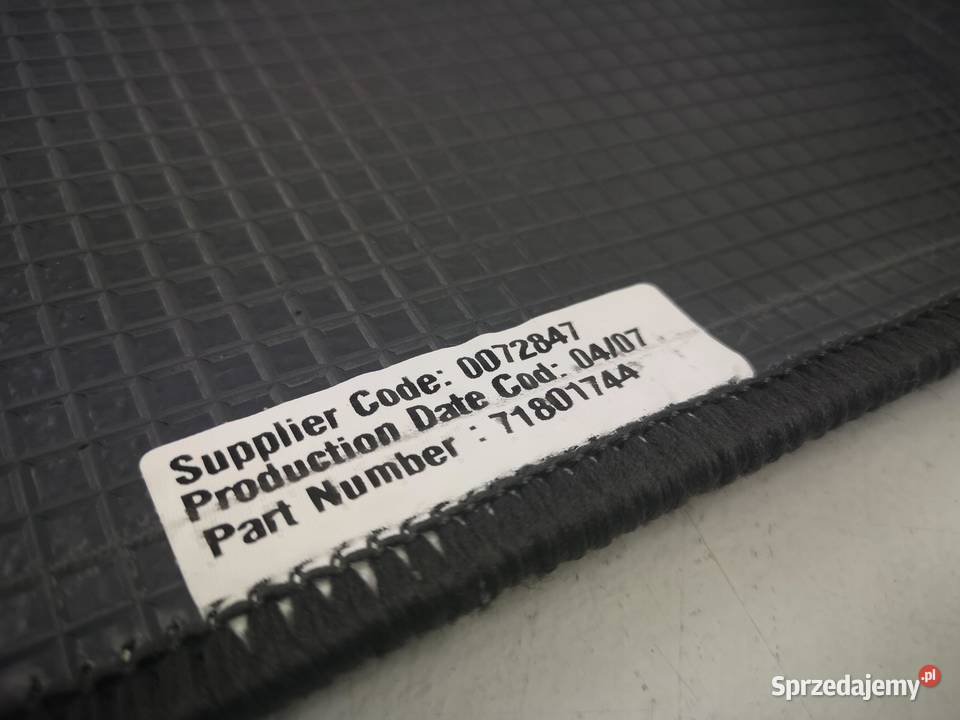 Supplier Code: 0072847
Production Date Cod: 04/07
Part Number : 71801744
Sprzedajemy.pl